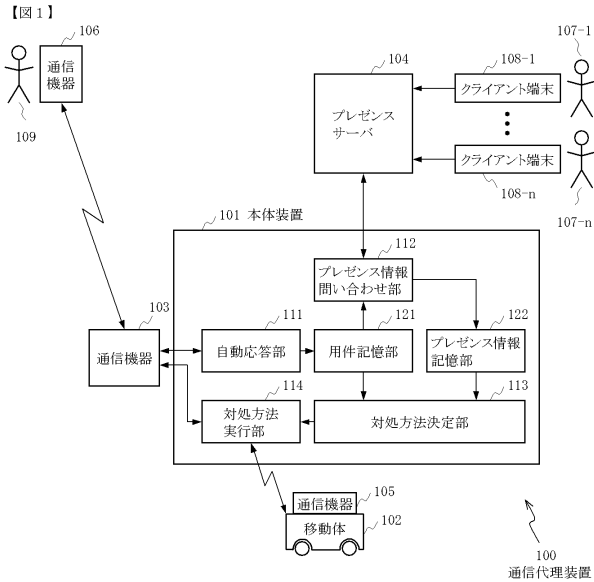 【図１】
106
通信
機器
109
104
プレゼンス
サーバ
107-1
108-1
クライアント端末
クライアント端末
108-n
107-n
101 本体装置
112
プレゼンス情報
問い合わせ部
103
通信機器
111
自動応答部
121
用件記憶部
122
プレゼンス情報
記憶部
114
対処方法
実行部
113
対処方法決定部
通信機器
105
移動体
102
100
通信代理装置